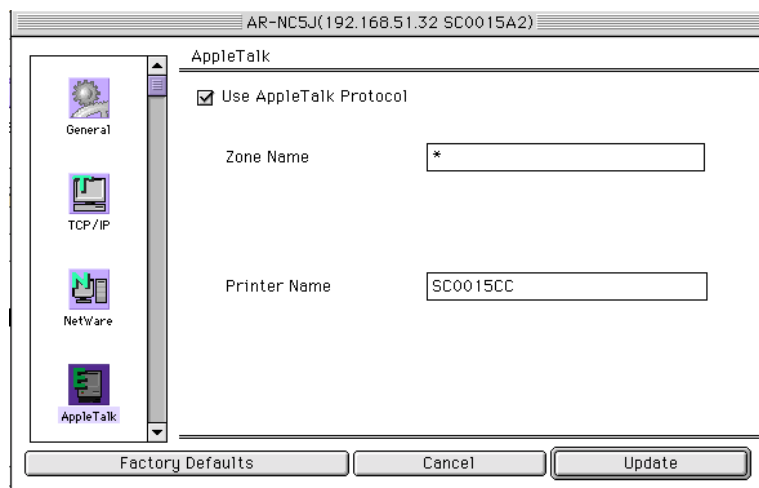 AR-NC5J(192.168.51.32 SC0015A2)
AppleTalk
General
TCP/IP
NetWare
AppleTalk
Use AppleTalk Protocol
Zone Name *
Printer Name SC0015CC
Factory Defaults
Cancel
Update